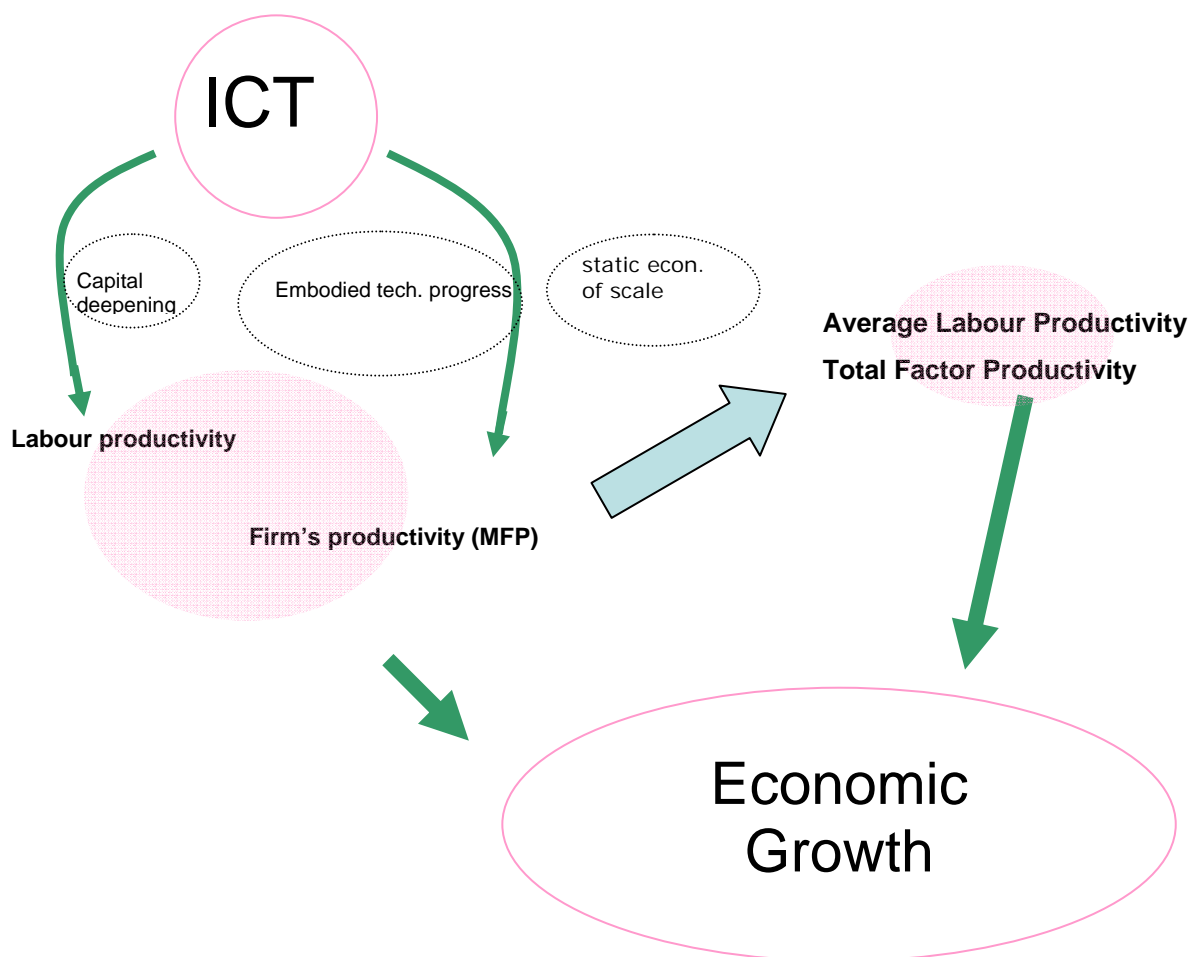 ICT
Capital
deepening
Embodied tech. progress
static econ.
of scale
Average Labour Productivity
Total Factor Productivity
Labour productivity
Firm's productivity (MFP)
Economic
Growth